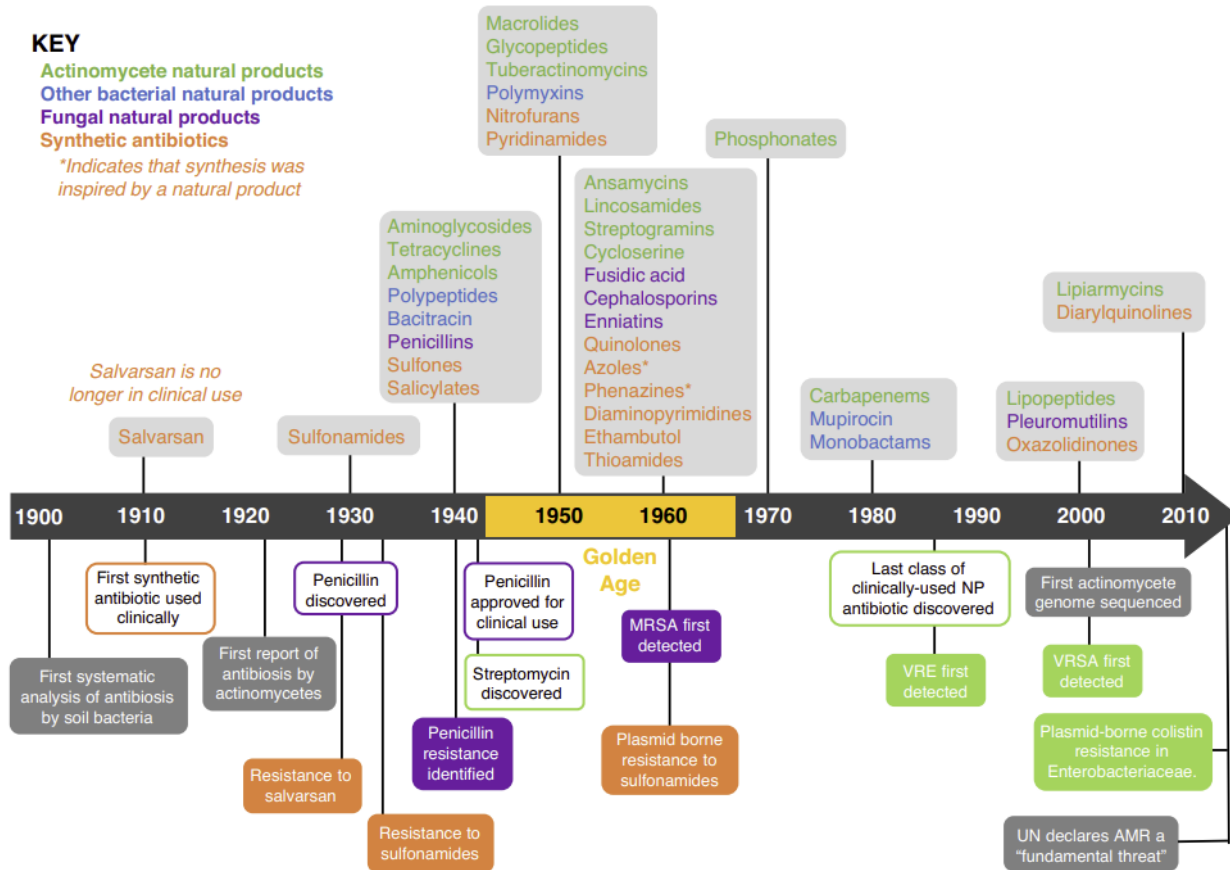 KEY
Actinomycete natural products
Other bacterial natural products
Fungal natural products
Synthetic antibiotics
*Indicates that synthesis was
inspired by a natural product
Macrolides
Glycopeptides
Tuberactinomycins
Polymyxins
Nitrofurans
Pyridinamides
Phosphonates
Aminoglycosides
Tetracyclines
Amphenicols
Polypeptides
Bacitracin
Penicillins
Sulfones
Salicylates
Ansamycins
Lincosamides
Streptogramins
Cycloserine
Fusidic acid
Cephalosporins
Enniatins
Quinolones
Azoles*
Phenazines*
Diaminopyrimidines
Ethambutol
Thioamides
Lipiarmycins
Diarylquinolines
Salvarsan is no
longer in clinical use
Salvarsan
Sulfonamides
Carbapenems
Mupirocin
Monobactams
Lipopeptides
Pleuromutilins
Oxazolidinones
1900 1910 1920 1930 1940 1950 1960 1970 1980 1990 2000 2010
Golden
Age
First synthetic
antibiotic used
clinically
Penicillin
discovered
Penicillin
approved for
clinical use
MRSA first
detected
Last class of
clinically-used NP
antibiotic discovered
First actinomycete
genome sequenced
First systematic
analysis of antibiosis
by soil bacteria
First report of
antibiosis by
actinomycetes
Streptomycin
discovered
VRE first
detected
VRSA first
detected
Penicillin
resistance
identified
Plasmid borne
resistance to
sulfonamides
Plasmid-borne colistin
resistance in
Enterobacteriaceae.
Resistance to
salvarsan
Resistance to
sulfonamides
UN declares AMR a
“fundamental threat”